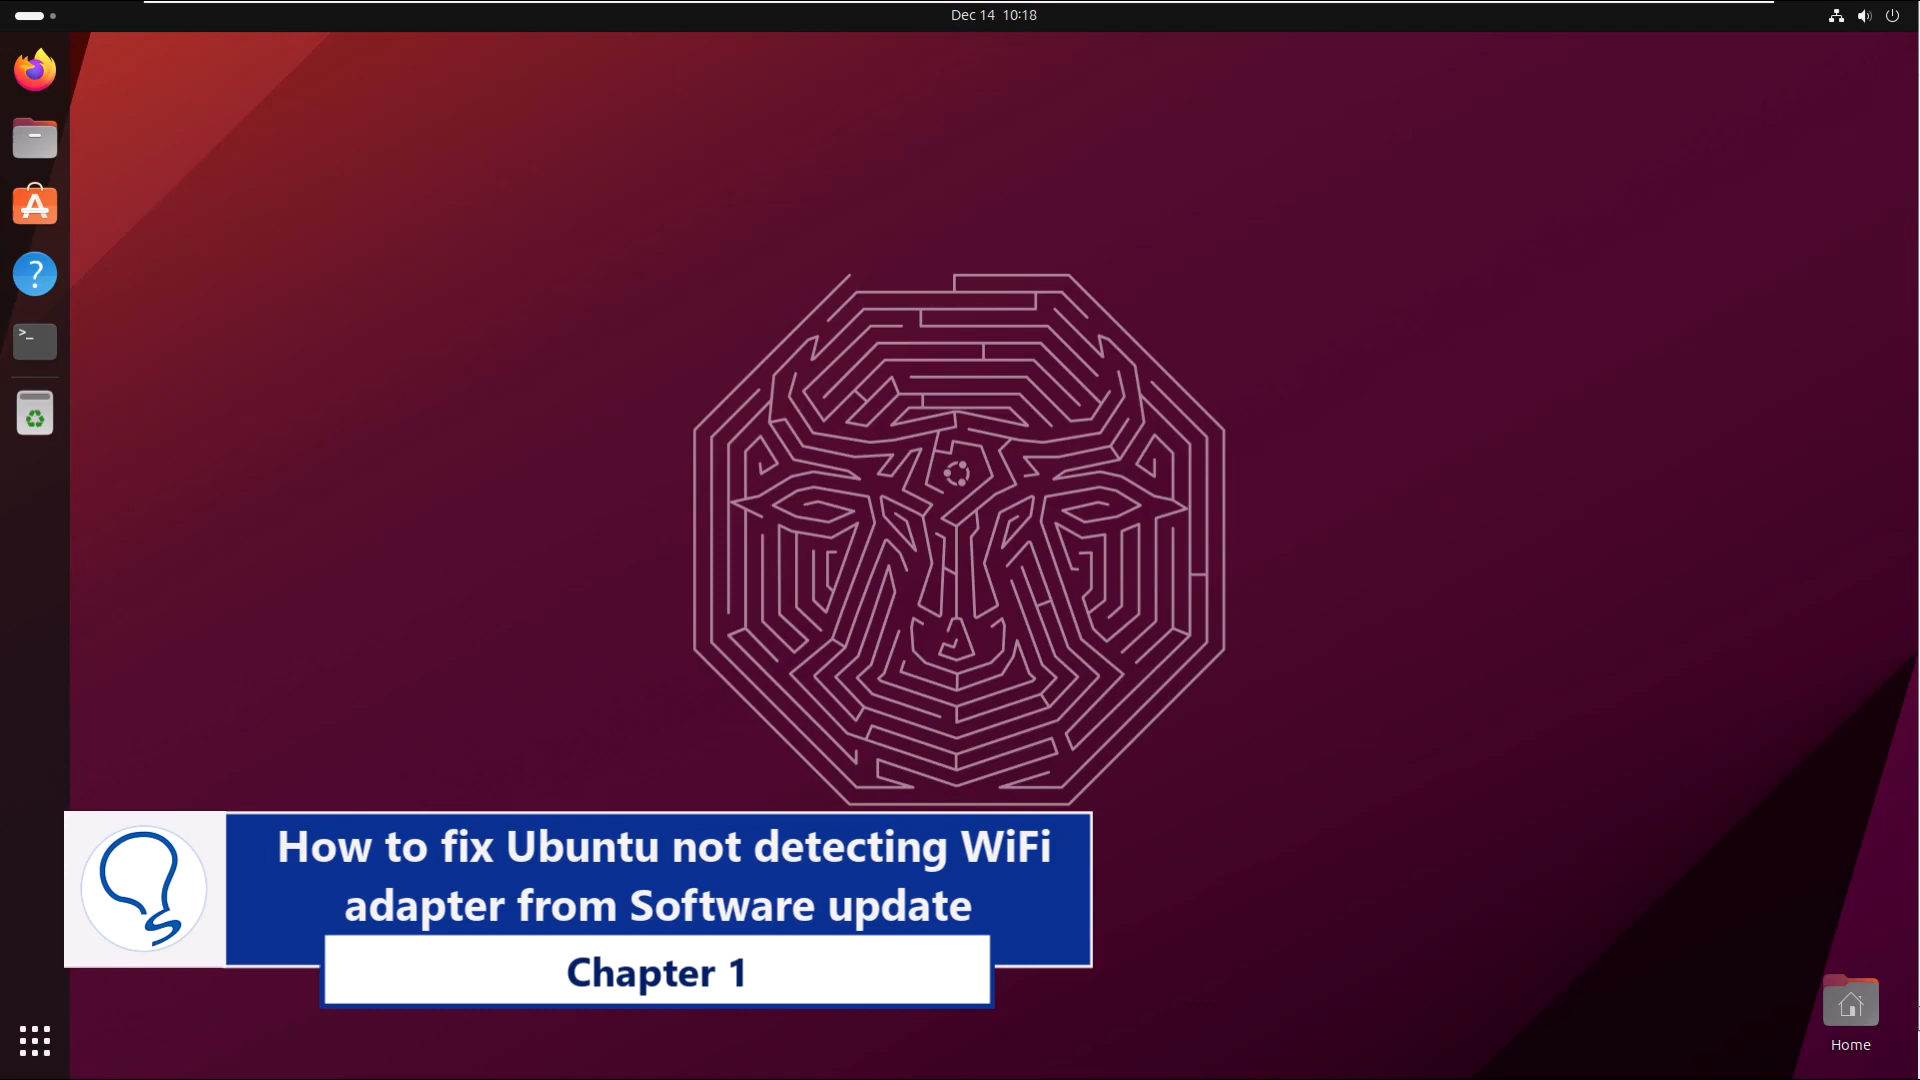 Dec 14 10:18
How to fix Ubuntu not detecting WiFi
adapter from Software update
Chapter 1
Home